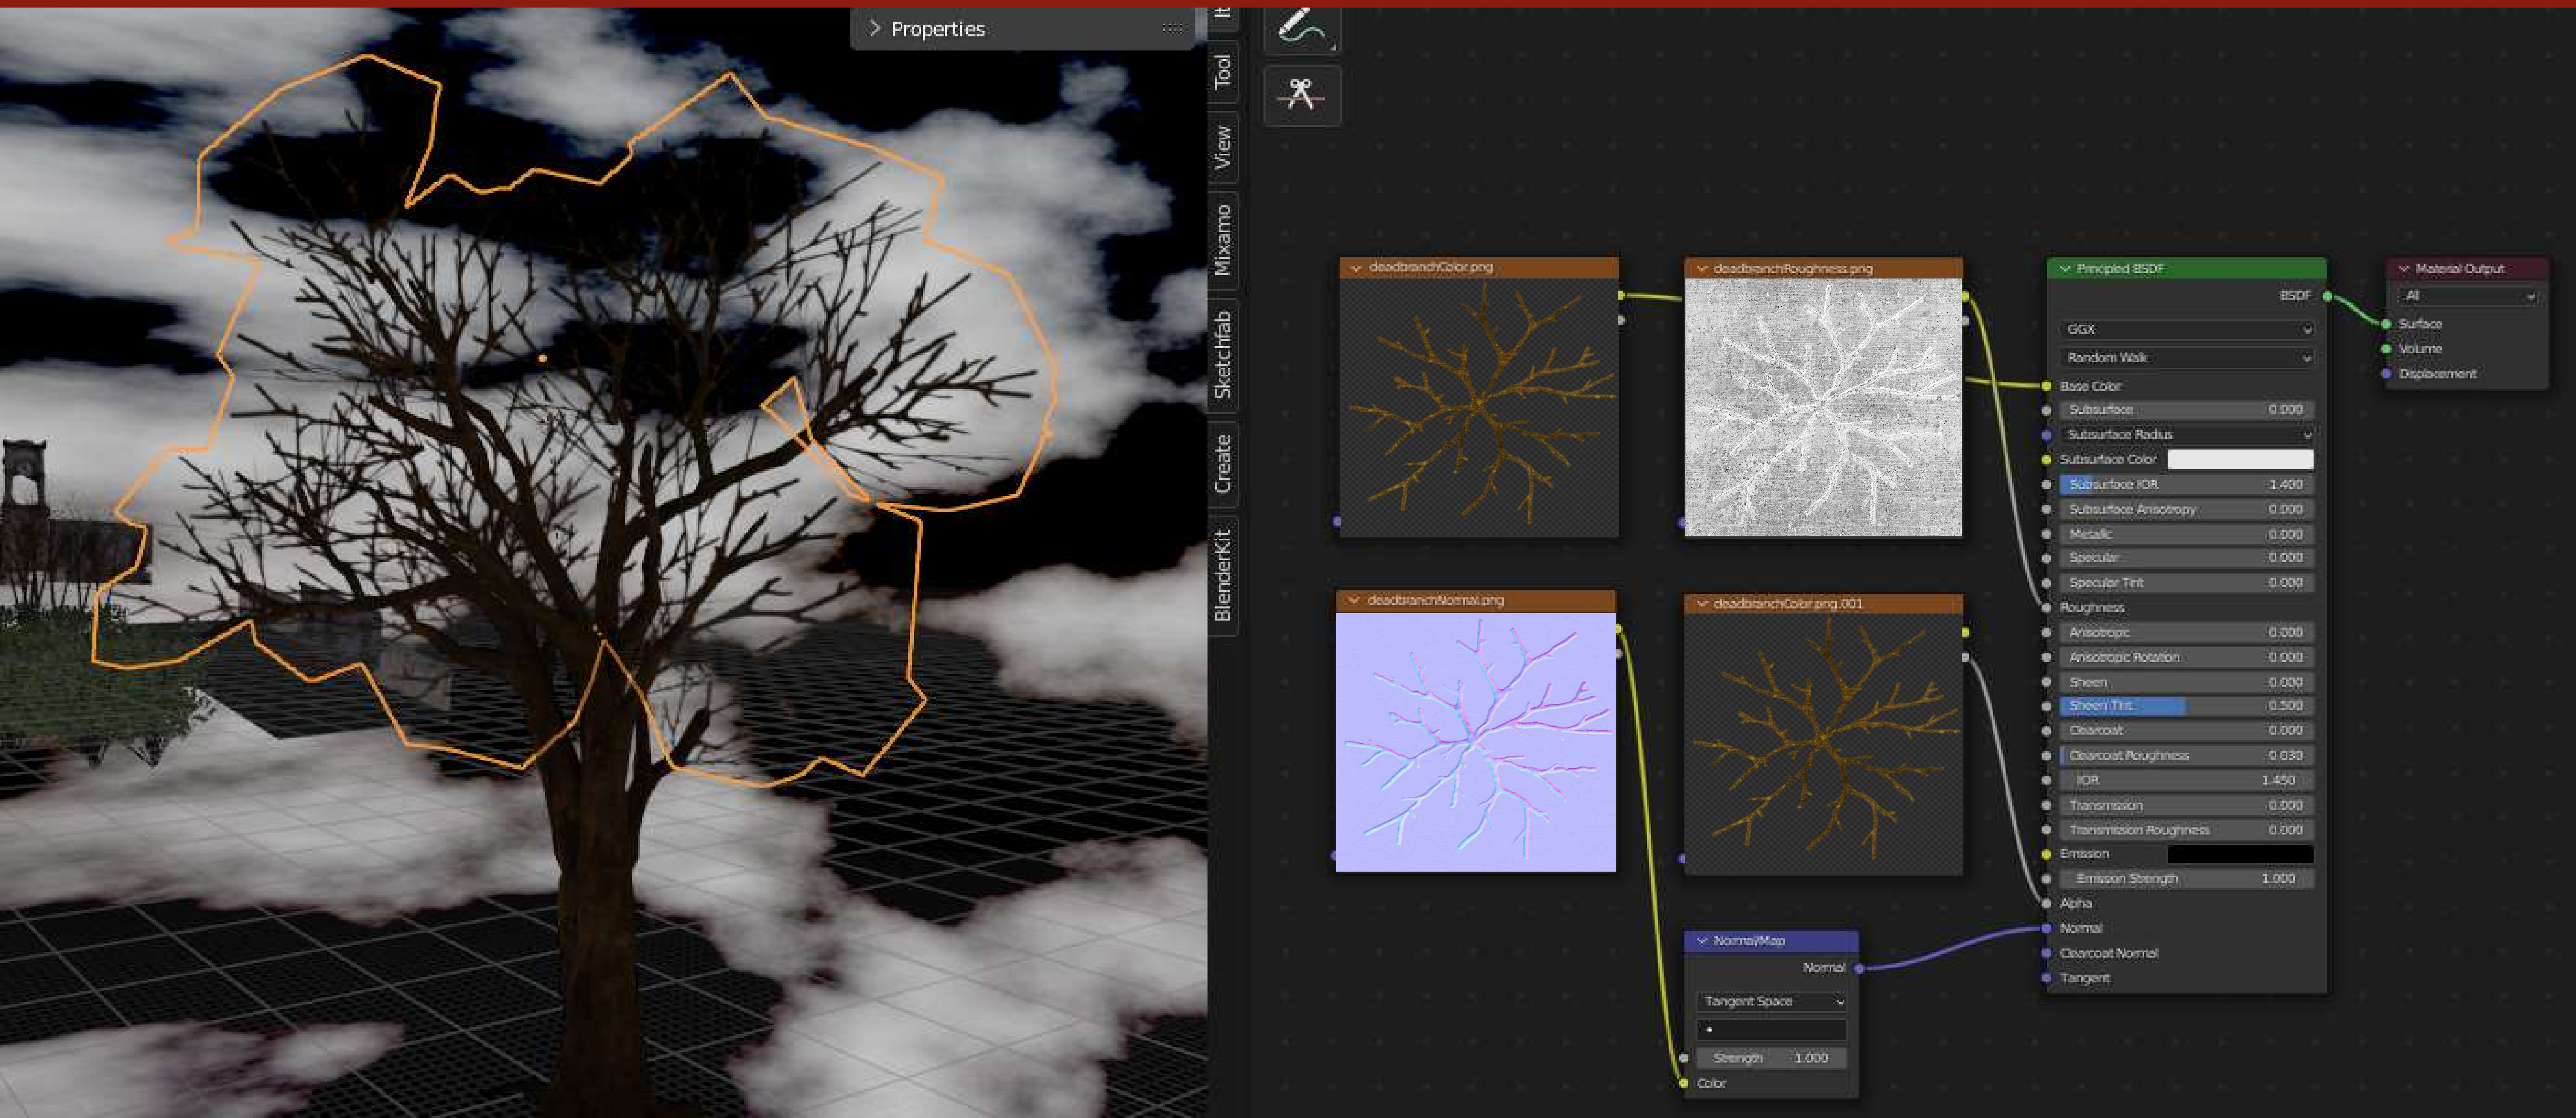 Properties
It
Tool
View
Mixamo
Sketchfab
Create
BlenderKit
deadbranchColor.png
deadbranchRoughness.png
deadbranchNormal.png
deadbranchColor.png.001
Normal/Map
Normal
Tangent Space
Strength 1.000
Color
Principled BSDF
BSDF
GGX
Random Walk
Base Color
Subsurface 0.000
Subsurface Radius
Subsurface Color
Subsurface IOR 1.400
Subsurface Anisotropy 0.000
Metallic 0.000
Specular 0.000
Specular Tint 0.000
Roughness
Anisotropic 0.000
Anisotropic Rotation 0.000
Sheen 0.000
Sheen Tint 0.500
Clearcoat 0.000
Clearcoat Roughness 0.030
IOR 1.450
Transmission 0.000
Transmission Roughness 0.000
Emission
Emission Strength 1.000
Alpha
Normal
Clearcoat Normal
Tangent
Material Output
All
Surface
Volume
Displacement